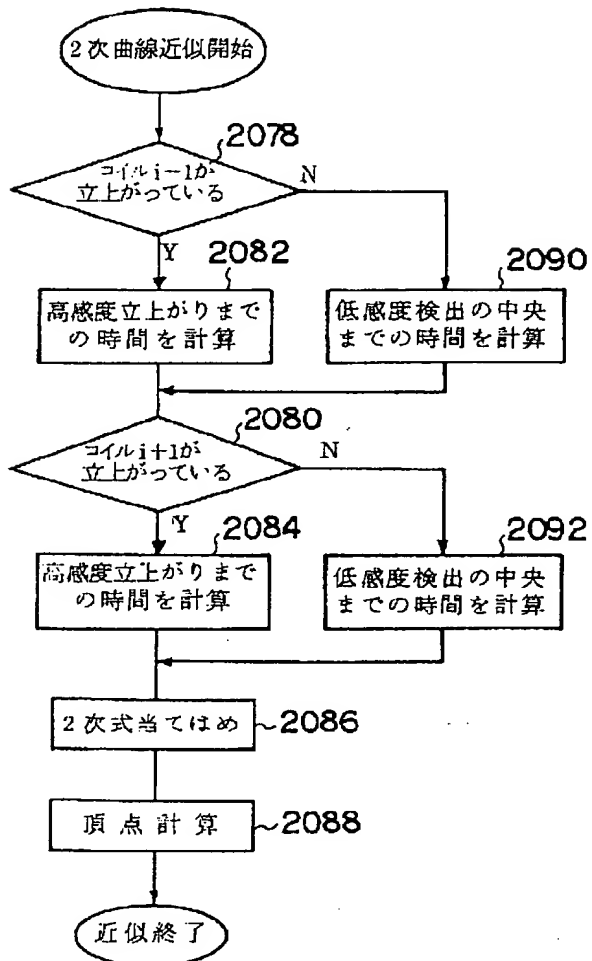 2次曲線近似開始
2078
コイルi-1が
立上がっている
N
Y
2082
2090
高感度立上がりまで
の時間を計算
低感度検出の中央
までの時間を計算
2080
コイルi+1が
立上がっている
N
Y
2084
2092
高感度立上がりまで
の時間を計算
低感度検出の中央
までの時間を計算
2次式当てはめ
2086
頂点計算
2088
近似終了